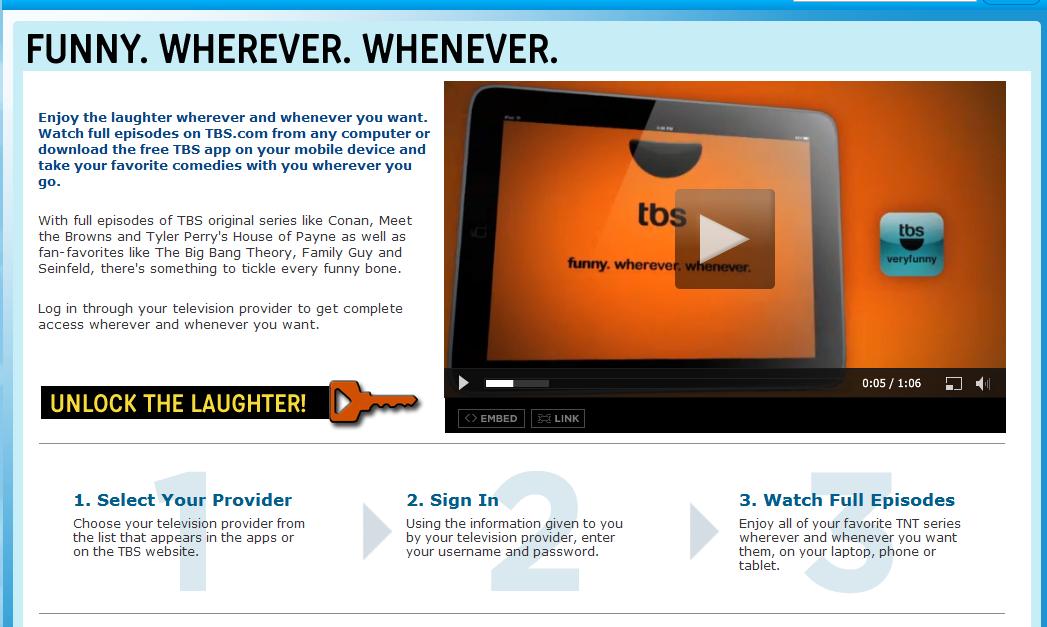 FUNNY. WHEREVER. WHENEVER.
Enjoy the laughter wherever and whenever you want.
Watch full episodes on TBS.com from any computer or
download the free TBS app on your mobile device and
take your favorite comedies with you wherever you
go.
With full episodes of TBS original series like Conan, Meet
the Browns and Tyler Perry's House of Payne as well as
fan-favorites like The Big Bang Theory, Family Guy and
Seinfeld, there's something to tickle every funny bone.
Log in through your television provider to get complete
access wherever and whenever you want.
UNLOCK THE LAUGHTER!
tbs
funny. wherever. whenever.
tbs
veryfunny
0:05 / 1:06
EMBED
LINK
1
1. Select Your Provider
Choose your television provider from
the list that appears in the apps or
on the TBS website.
2
2. Sign In
Using the information given to you
by your television provider, enter
your username and password.
3
3. Watch Full Episodes
Enjoy all of your favorite TNT series
wherever and whenever you want
them, on your laptop, phone or
tablet.